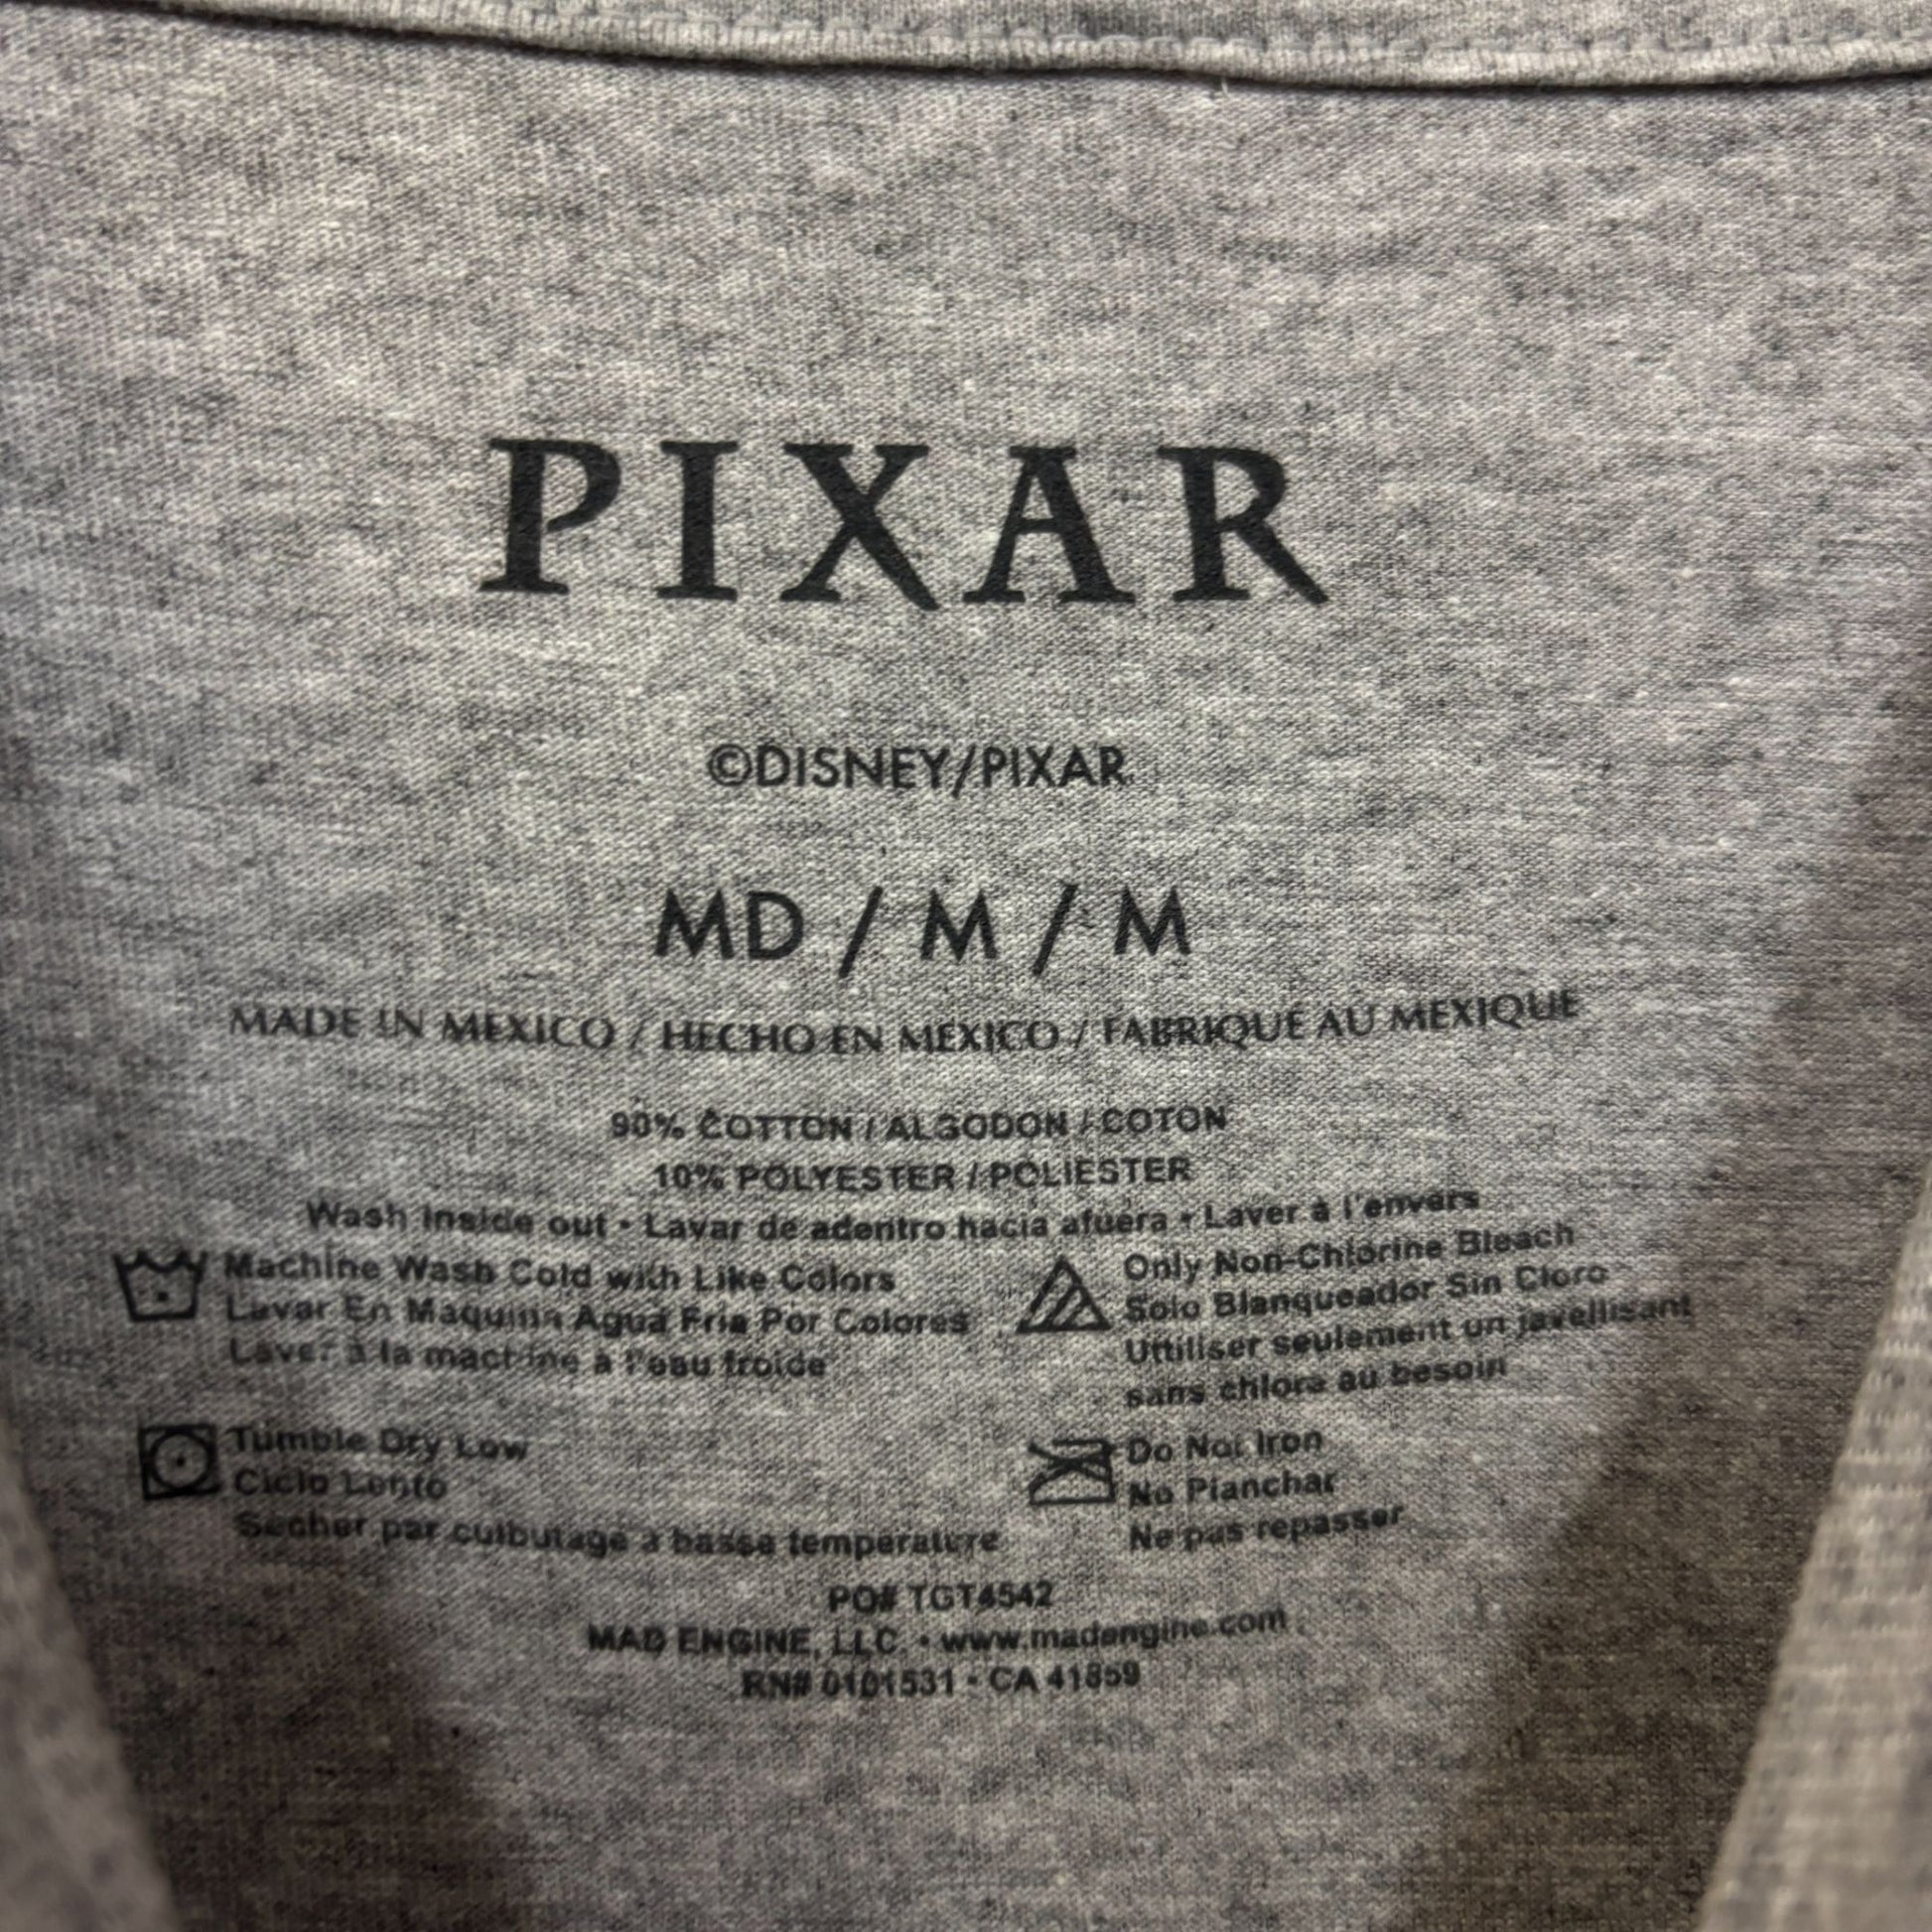 PIXAR
©DISNEY/PIXAR
MD / M / M
MADE IN MEXICO / HECHO EN MEXICO / FABRIQUÉ AU MEXIQUE
90% COTTON / ALGODON / COTON
10% POLYESTER / POLIESTER
Wash inside out • Lavar de adentro hacia afuera • Laver à l'envers
Machine Wash Cold with Like Colors
Lavar En Maquina Agua Fria Por Colores
Laver à la machine à l'eau froide
Only Non-Chlorine Bleach
Solo Blanqueador Sin Cloro
Uttiliser seulement un javellisant
sans chlore au besoin
Tumble Dry Low
Ciclo Lento
Sécher par culbutage à basse température
Do Not Iron
No Planchar
Ne pas repasser
PO# TGT4542
MAD ENGINE, LLC. • www.madengine.com
RN# 0101531 • CA 41859